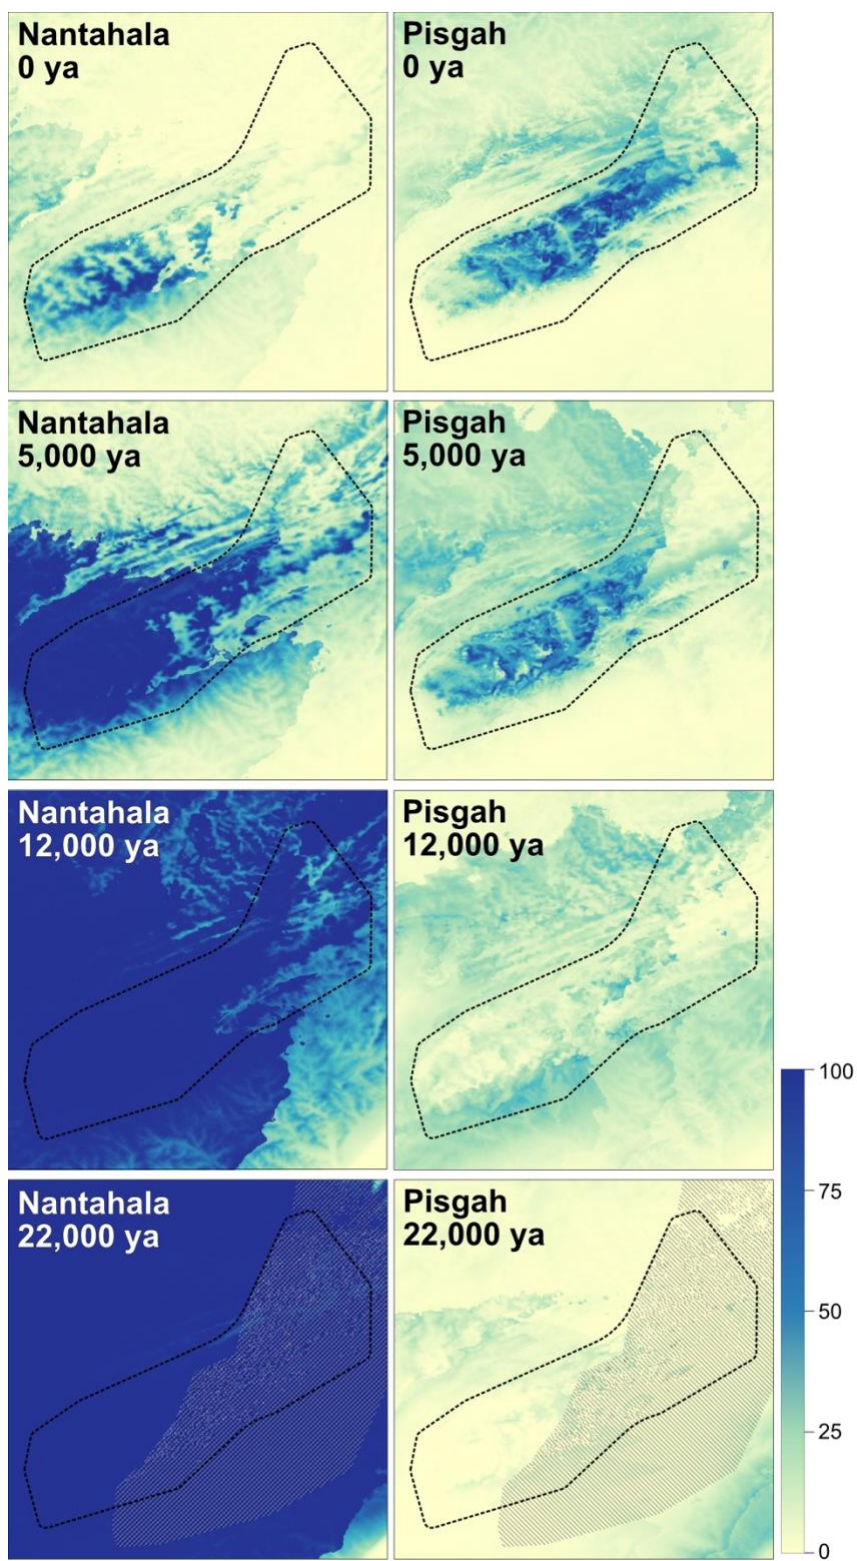 Nantahala
0 ya
Pisgah
0 ya
Nantahala
5,000 ya
Pisgah
5,000 ya
Nantahala
12,000 ya
Pisgah
12,000 ya
Nantahala
22,000 ya
Pisgah
22,000 ya
100
75
50
25
0